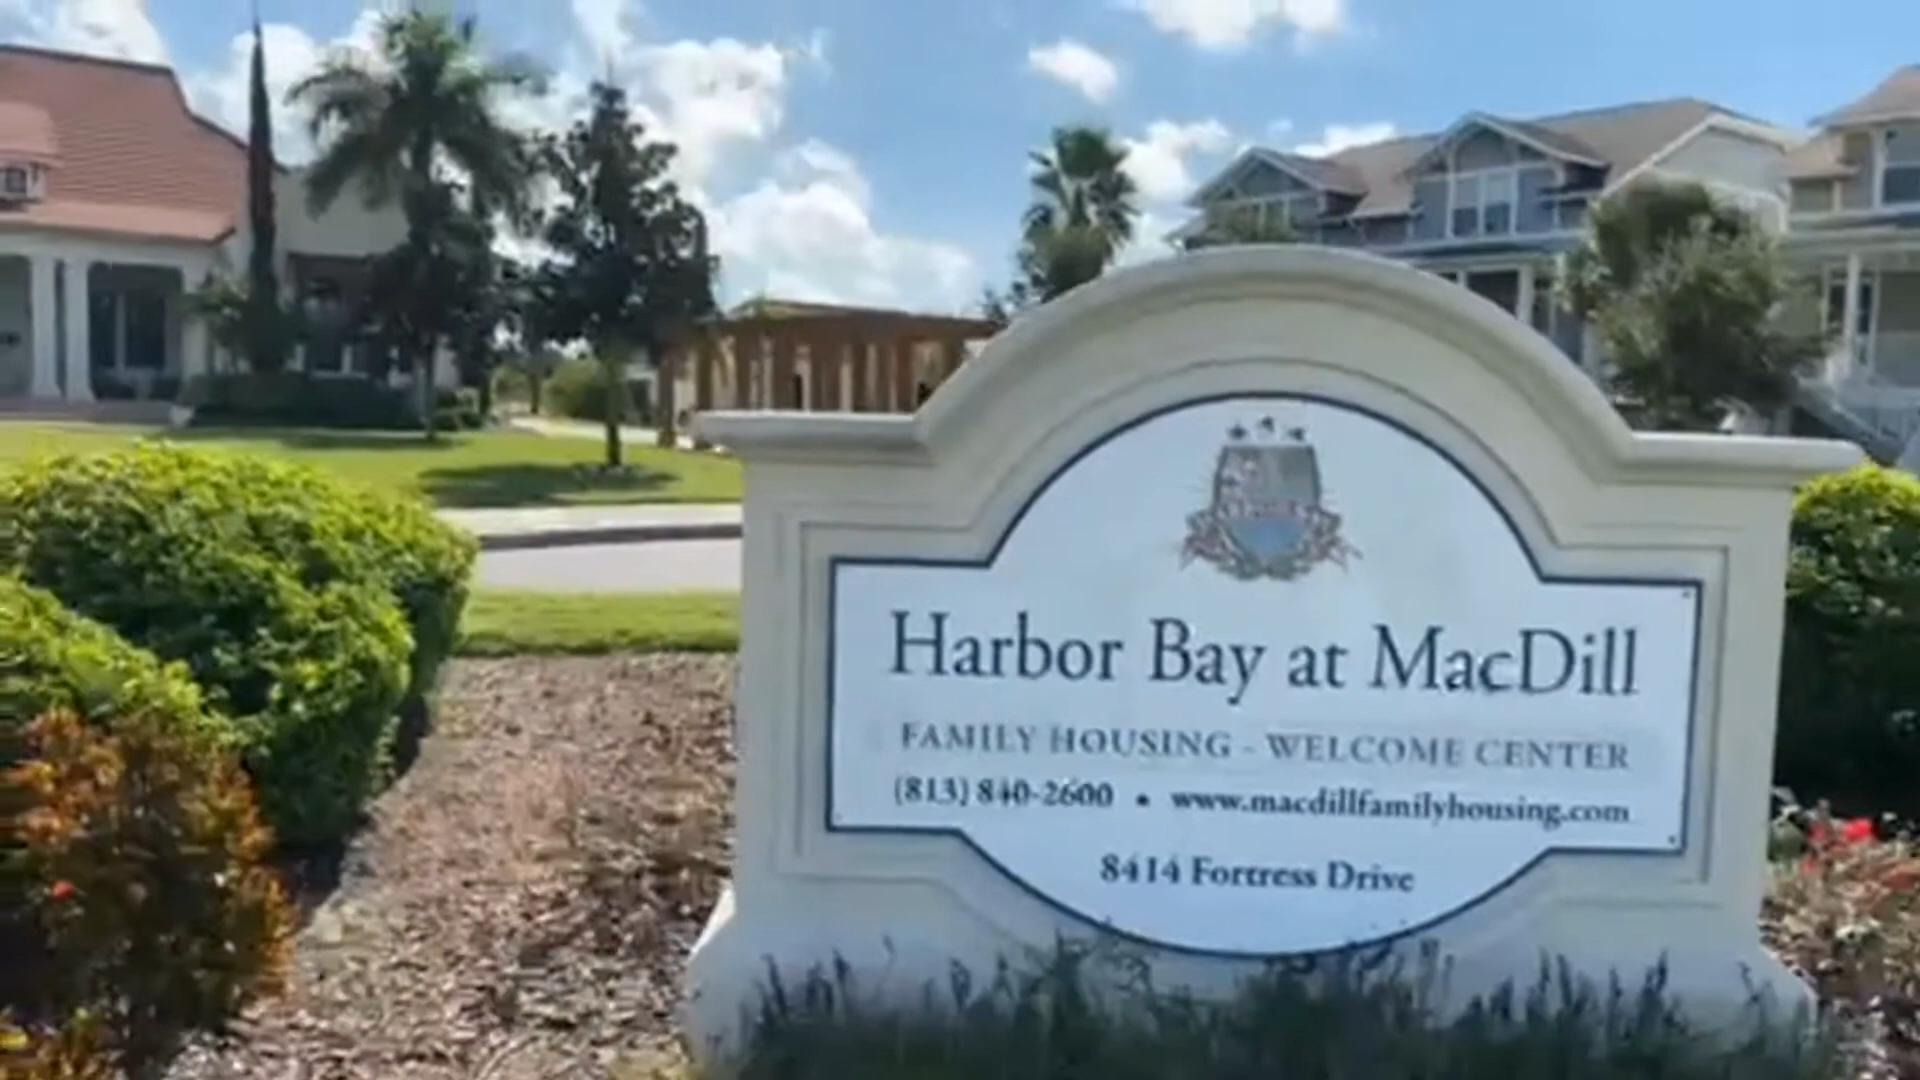 Harbor Bay at MacDill
FAMILY HOUSING - WELCOME CENTER
(813) 840-2600 • www.macdillfamilyhousing.com
8414 Fortress Drive